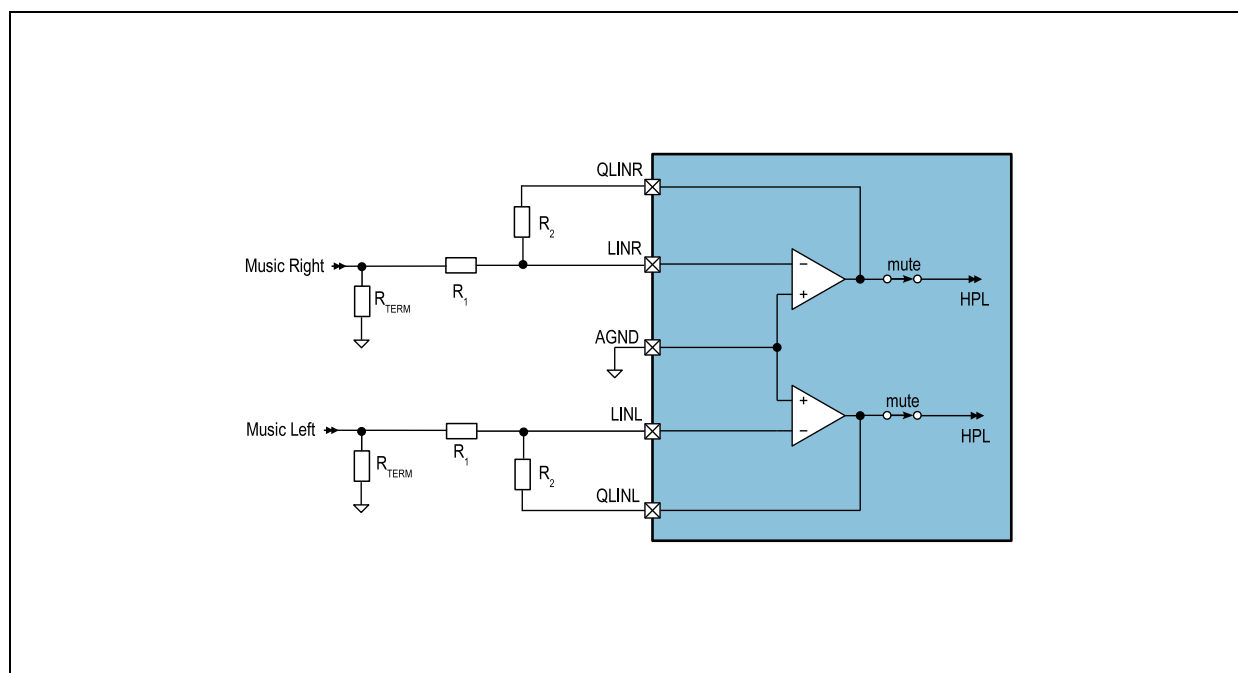 QLINR
R2
LINR
Music Right
mute
R1
HPL
RTERM
AGND
mute
LINL
Music Left
HPL
R1
R2
RTERM
QLINL